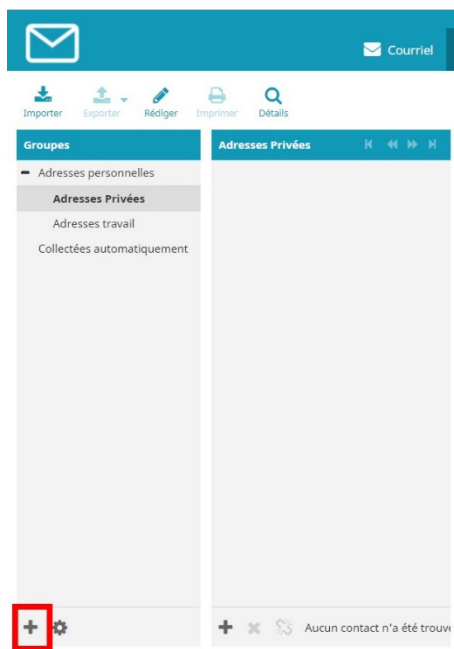 Courriel
Importer Exporter Rédiger Imprimer Détails
Groupes
Adresses personnelles
Adresses Privées
Adresses travail
Collectées automatiquement
Adresses Privées
Aucun contact n'a été trouv